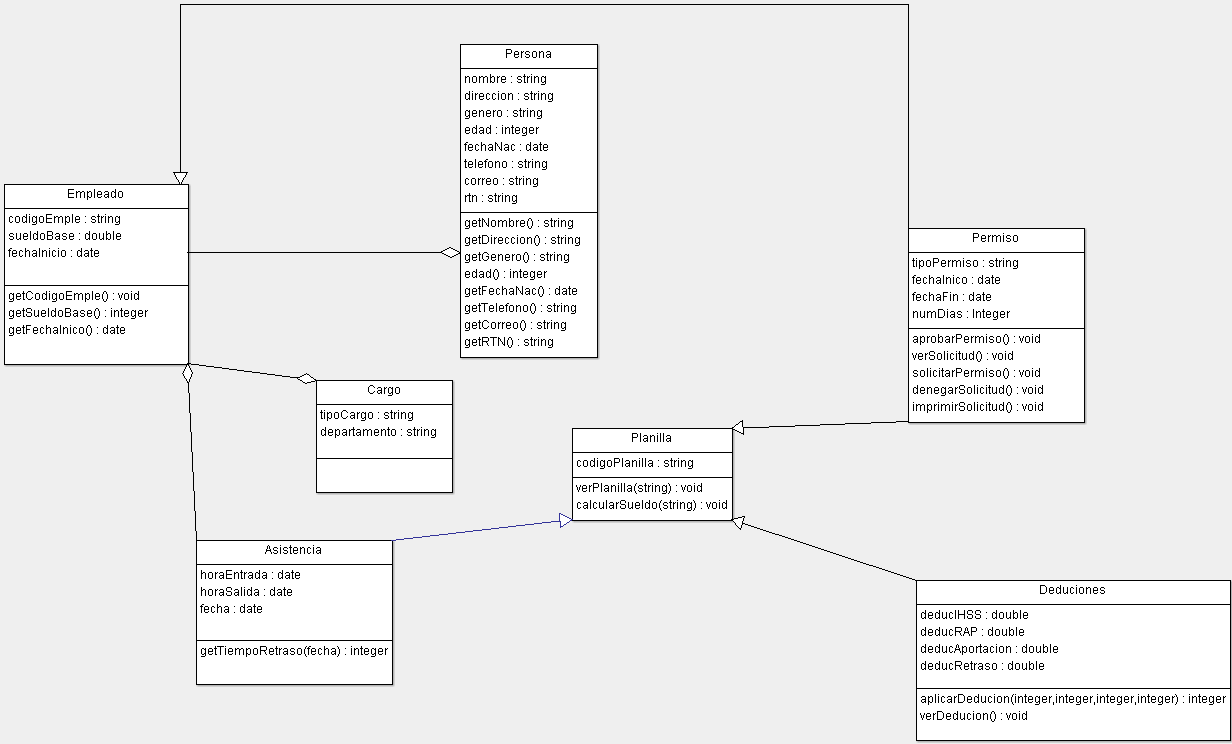 Persona
nombre : string
direccion : string
genero : string
edad : integer
fechaNac : date
telefono : string
correo : string
rtn : string
getNombre() : string
getDireccion() : string
getGenero() : string
edad() : integer
getFechaNac() : date
getTelefono() : string
getCorreo() : string
getRTN() : string
Empleado
codigoEmple : string
sueldoBase : double
fechaInicio : date
getCodigoEmple() : void
getSueldoBase() : integer
getFechaInico() : date
Permiso
tipoPermiso : string
fechaInico : date
fechaFin : date
numDias : Integer
aprobarPermiso() : void
verSolicitud() : void
solicitarPermiso() : void
denegarSolicitud() : void
imprimirSolicitud() : void
Cargo
tipoCargo : string
departamento : string
Planilla
codigoPlanilla : string
verPlanilla(string) : void
calcularSueldo(string) : void
Asistencia
horaEntrada : date
horaSalida : date
fecha : date
getTiempoRetraso(fecha) : integer
Deduciones
deducIHSS : double
deducRAP : double
deducAportacion : double
deducRetraso : double
aplicarDeducion(integer,integer,integer,integer) : integer
verDeducion() : void